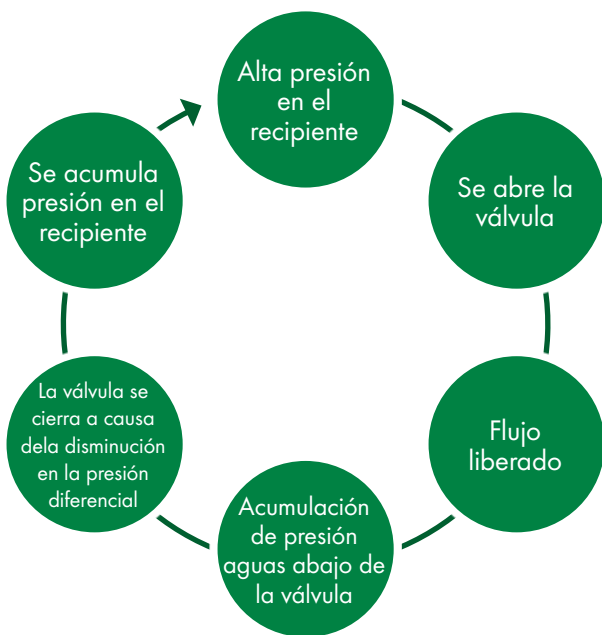 Alta presión
en el
recipiente
Se abre la
válvula
Flujo
liberado
Acumulación
de presión
aguas abajo de
la válvula
La válvula se
cierra a causa
dela disminución
en la presión
diferencial
Se acumula
presión en el
recipiente